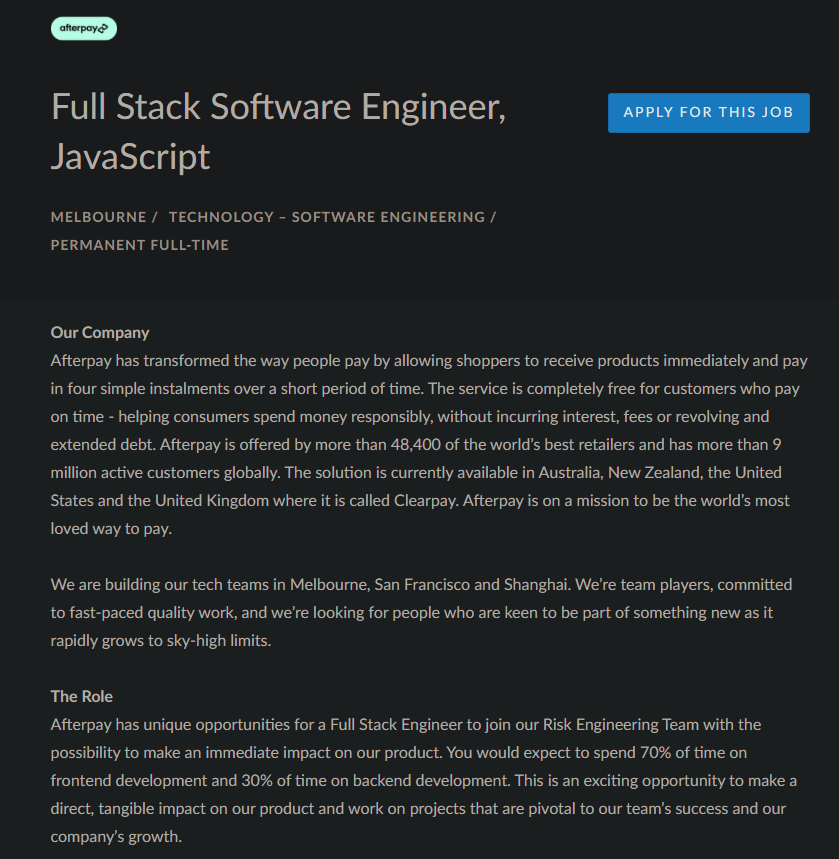 afterpay
Full Stack Software Engineer,
JavaScript
APPLY FOR THIS JOB
MELBOURNE / TECHNOLOGY – SOFTWARE ENGINEERING /
PERMANENT FULL-TIME
Our Company
Afterpay has transformed the way people pay by allowing shoppers to receive products immediately and pay
in four simple instalments over a short period of time. The service is completely free for customers who pay
on time - helping consumers spend money responsibly, without incurring interest, fees or revolving and
extended debt. Afterpay is offered by more than 48,400 of the world’s best retailers and has more than 9
million active customers globally. The solution is currently available in Australia, New Zealand, the United
States and the United Kingdom where it is called Clearpay. Afterpay is on a mission to be the world’s most
loved way to pay.
We are building our tech teams in Melbourne, San Francisco and Shanghai. We’re team players, committed
to fast-paced quality work, and we’re looking for people who are keen to be part of something new as it
rapidly grows to sky-high limits.
The Role
Afterpay has unique opportunities for a Full Stack Engineer to join our Risk Engineering Team with the
possibility to make an immediate impact on our product. You would expect to spend 70% of time on
frontend development and 30% of time on backend development. This is an exciting opportunity to make a
direct, tangible impact on our product and work on projects that are pivotal to our team’s success and our
company’s growth.